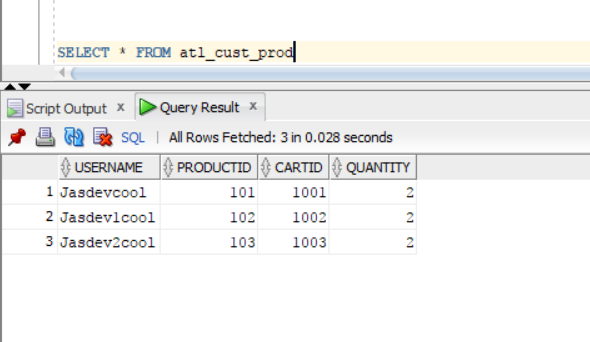 SELECT * FROM atl_cust_prod
Script Output x Query Result x
SQL | All Rows Fetched: 3 in 0.028 seconds
USERNAME PRODUCTID CARTID QUANTITY
1 Jasdevcool 101 1001 2
2 Jasdev1cool 102 1002 2
3 Jasdev2cool 103 1003 2